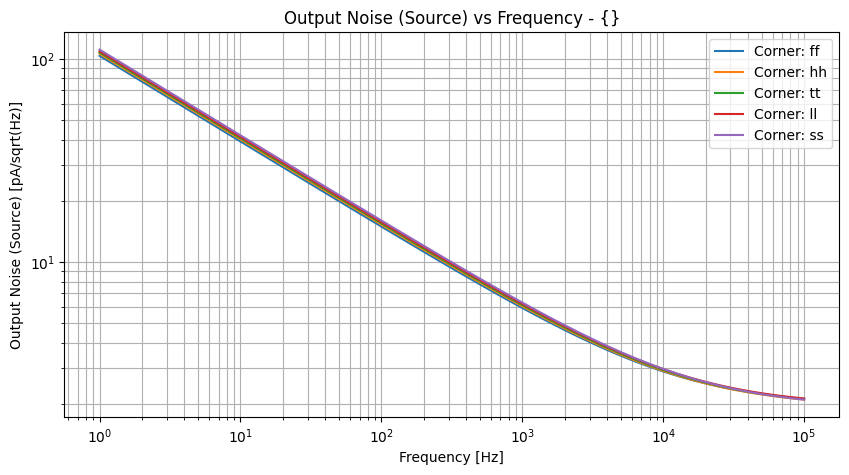 Output Noise (Source) vs Frequency - {}
Output Noise (Source) [pA/sqrt(Hz)]
10²
10¹
Corner: ff
Corner: hh
Corner: tt
Corner: ll
Corner: ss
10⁰ 10¹ 10² 10³ 10⁴ 10⁵
Frequency [Hz]